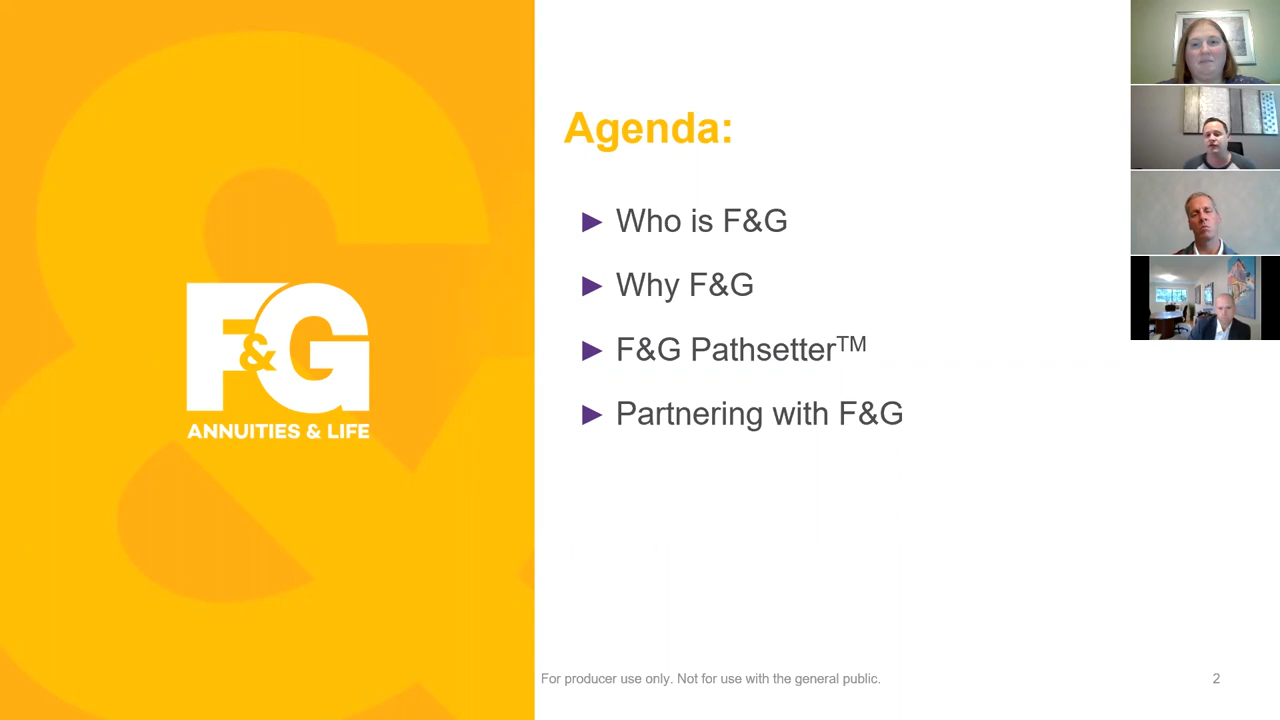 F&G
ANNUITIES & LIFE
Agenda:
► Who is F&G
► Why F&G
► F&G Pathsetter™
► Partnering with F&G
For producer use only. Not for use with the general public.
2